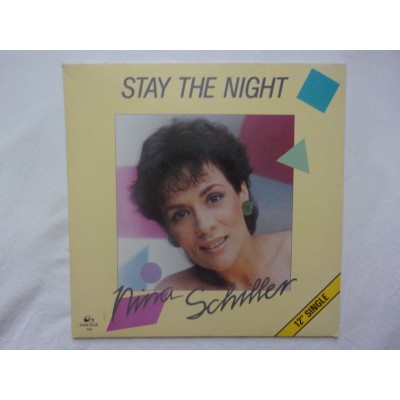 STAY THE NIGHT
Nina Schiller
12" SINGLE